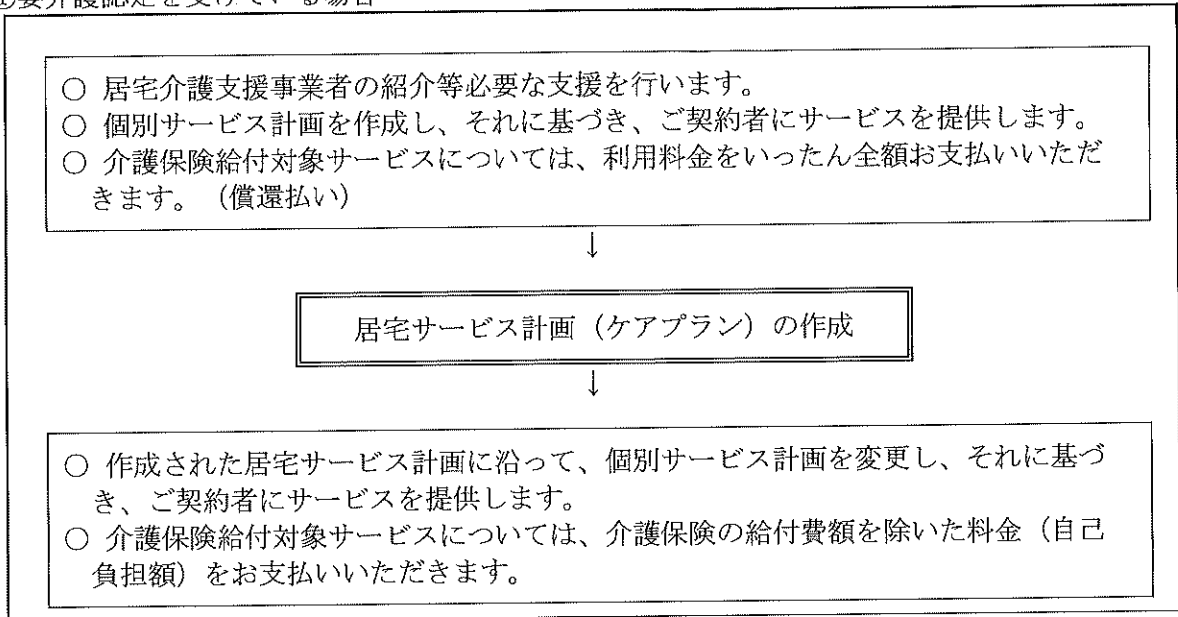 ①要介護認定を受けている場合
○ 居宅介護支援事業者の紹介等必要な支援を行います。
○ 個別サービス計画を作成し、それに基づき、ご契約者にサービスを提供します。
○ 介護保険給付対象サービスについては、利用料金をいったん全額お支払いいただ
きます。（償還払い）
↓
居宅サービス計画（ケアプラン）の作成
↓
○ 作成された居宅サービス計画に沿って、個別サービス計画を変更し、それに基づ
き、ご契約者にサービスを提供します。
○ 介護保険給付対象サービスについては、介護保険の給付費額を除いた料金（自己
負担額）をお支払いいただきます。